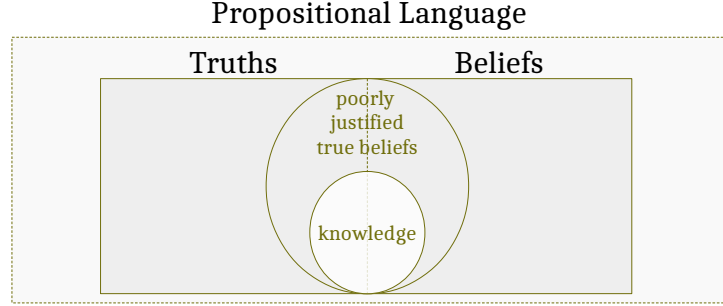 Propositional Language
Truths
Beliefs
poorly
justified
true beliefs
knowledge